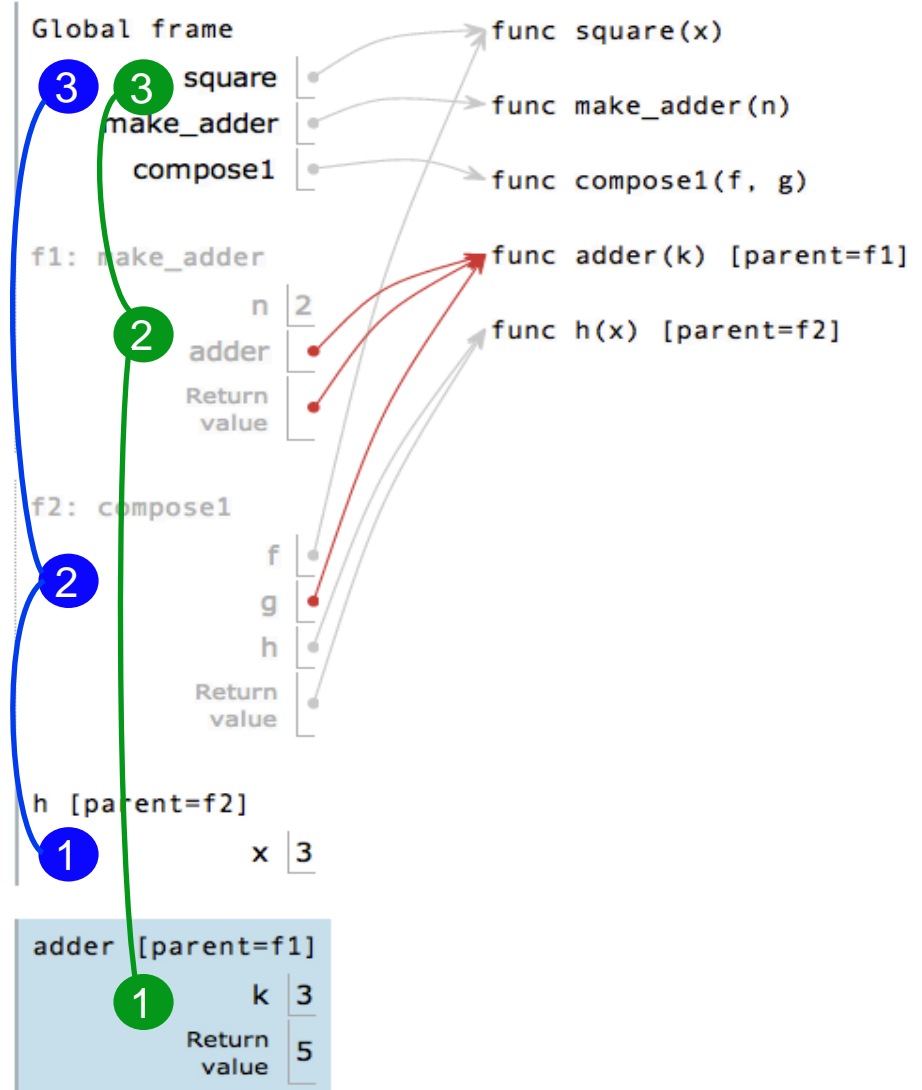 Global frame
3 3 square
make_adder
compose1
func square(x)
func make_adder(n)
func compose1(f, g)
func adder(k) [parent=f1]
func h(x) [parent=f2]
f1: make_adder
n 2
2 adder
Return
value
f2: compose1
f
2 g
h
Return
value
h [parent=f2]
1 x 3
adder [parent=f1]
1 k 3
Return
value 5